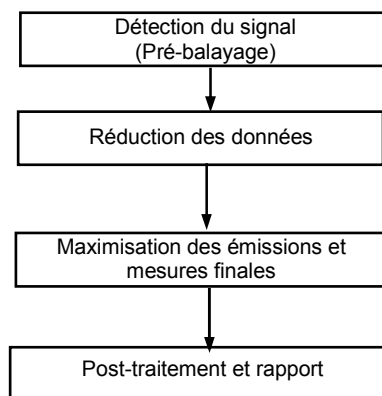 Détection du signal
(Pré-balayage)
Réduction des données
Maximisation des émissions et
mesures finales
Post-traitement et rapport